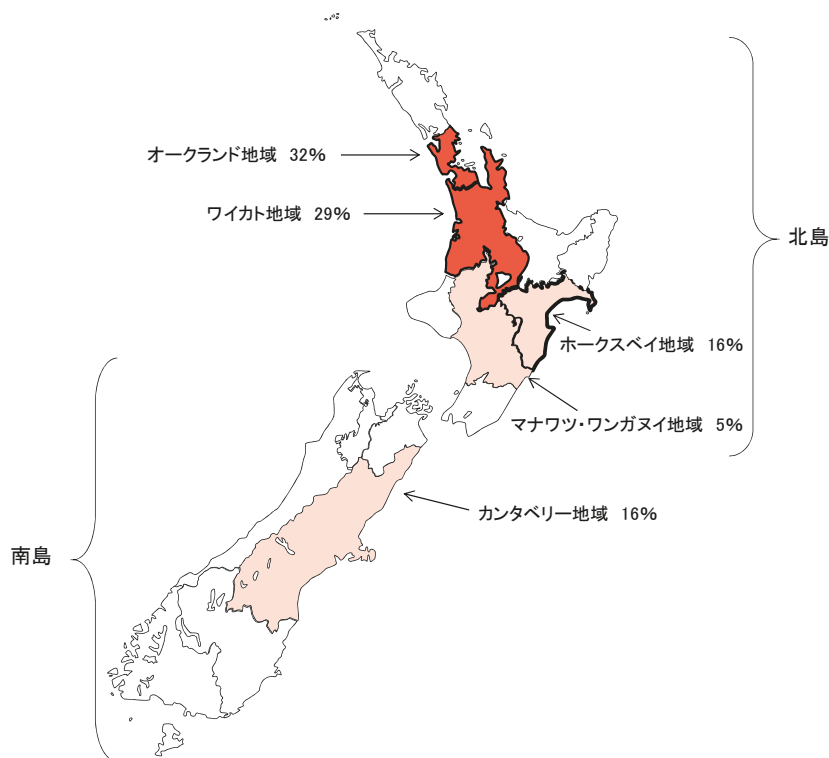 オークランド地域 32%
ワイカト地域 29%
北島
ホークスベイ地域 16%
マナワツ・ワンガヌイ地域 5%
カンタベリー地域 16%
南島